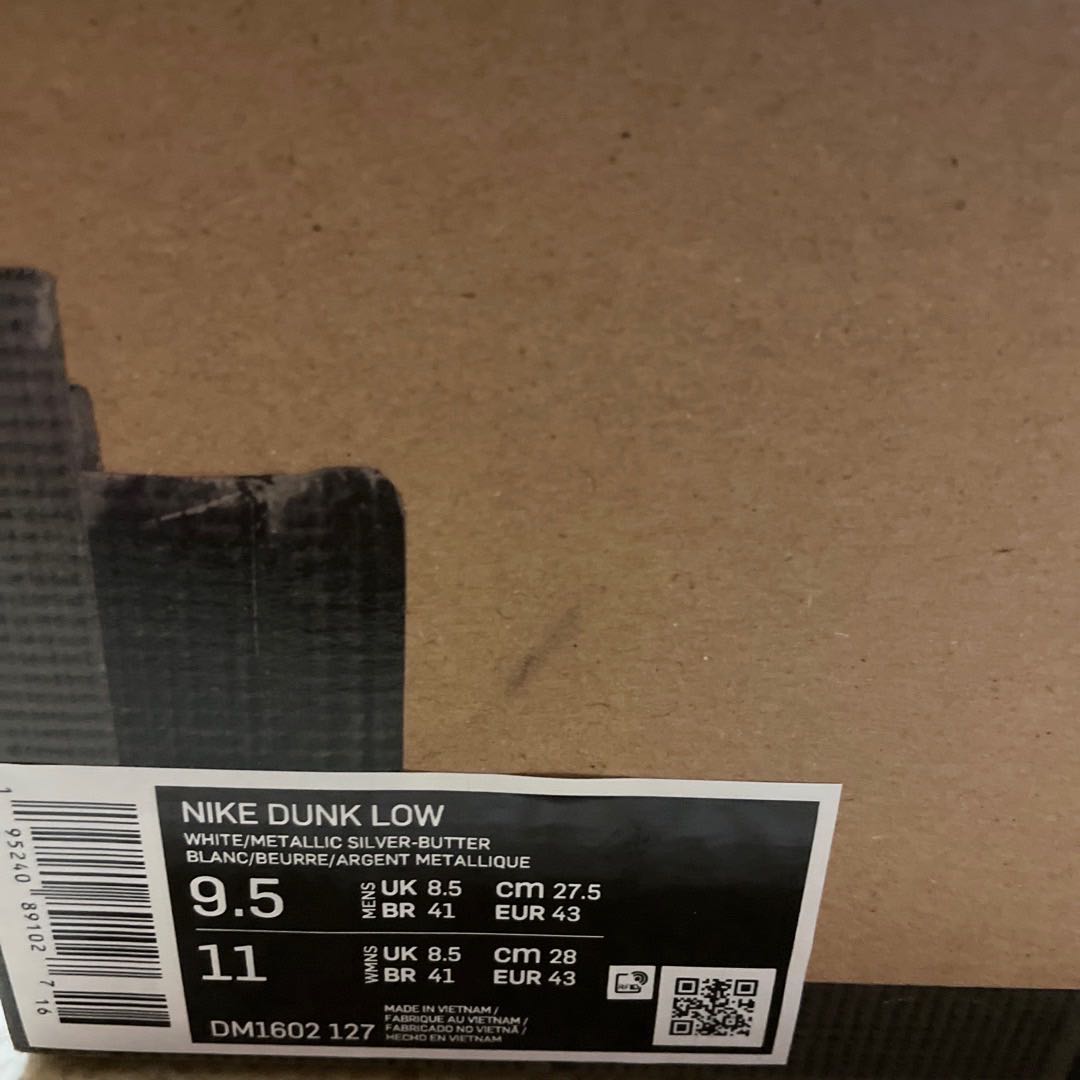 NIKE DUNK LOW
WHITE/METALLIC SILVER-BUTTER
BLANC/BEURRE/ARGENT METALLIQUE
9.5 MENS UK 8.5 cm 27.5
BR 41 EUR 43
11 WMNS UK 8.5 cm 28
BR 41 EUR 43
RFID
DM1602 127
MADE IN VIETNAM /
FABRIQUE AU VIETNAM /
FABRICADO NO VIETNÃ /
HECHO EN VIETNAM
1 95240 89102 7 16